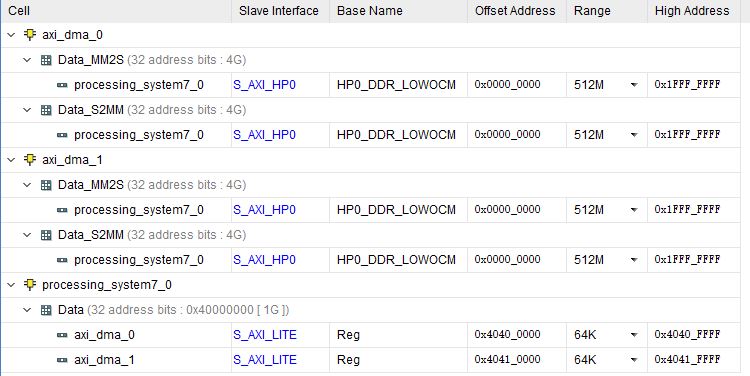 Cell Slave Interface Base Name Offset Address Range High Address
axi_dma_0
Data_MM2S (32 address bits : 4G)
processing_system7_0 S_AXI_HP0 HP0_DDR_LOWOCM 0x0000_0000 512M 0x1FFF_FFFF
Data_S2MM (32 address bits : 4G)
processing_system7_0 S_AXI_HP0 HP0_DDR_LOWOCM 0x0000_0000 512M 0x1FFF_FFFF
axi_dma_1
Data_MM2S (32 address bits : 4G)
processing_system7_0 S_AXI_HP0 HP0_DDR_LOWOCM 0x0000_0000 512M 0x1FFF_FFFF
Data_S2MM (32 address bits : 4G)
processing_system7_0 S_AXI_HP0 HP0_DDR_LOWOCM 0x0000_0000 512M 0x1FFF_FFFF
processing_system7_0
Data (32 address bits : 0x40000000 [ 1G ])
axi_dma_0 S_AXI_LITE Reg 0x4040_0000 64K 0x4040_FFFF
axi_dma_1 S_AXI_LITE Reg 0x4041_0000 64K 0x4041_FFFF